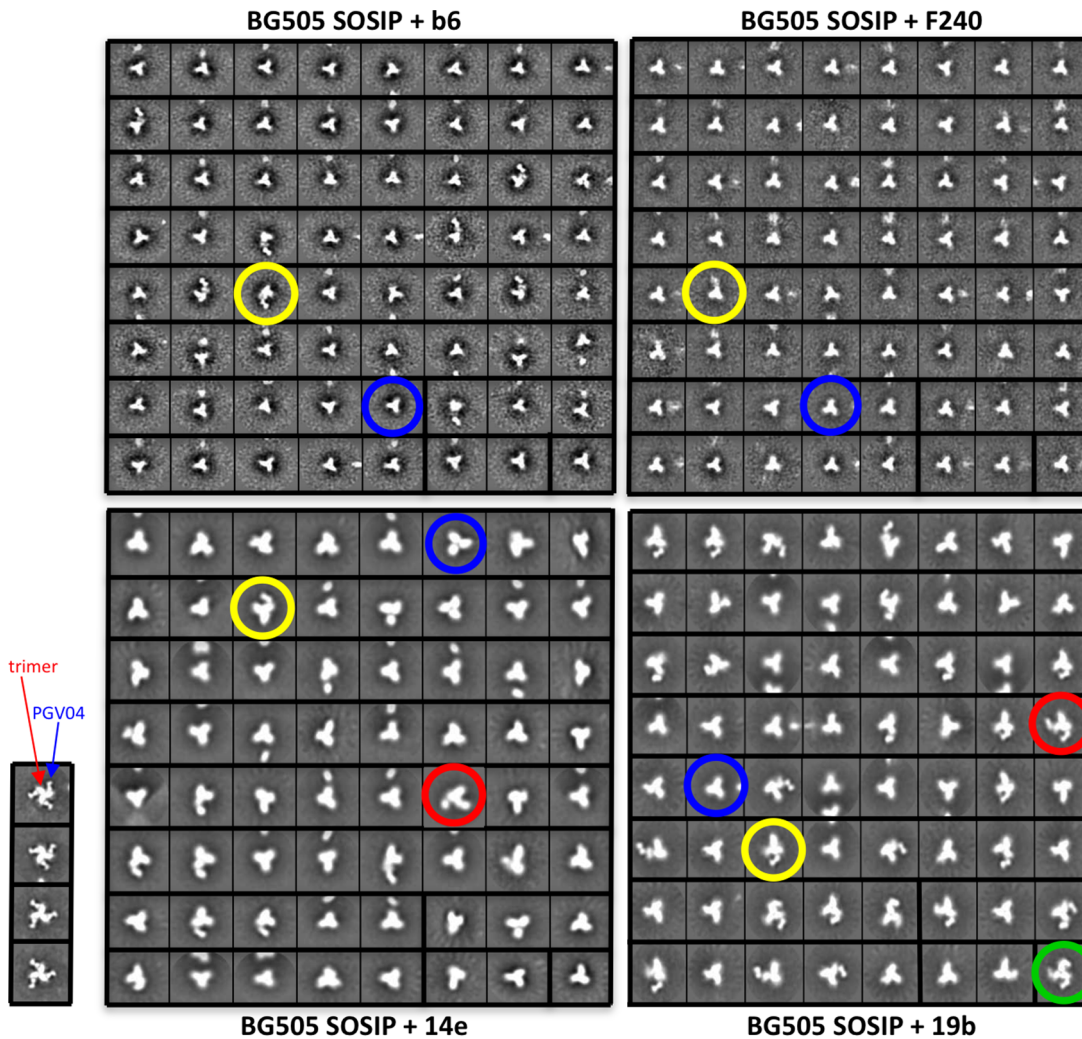 BG505 SOSIP + b6
BG505 SOSIP + F240
trimer
PGV04
BG505 SOSIP + 14e
BG505 SOSIP + 19b